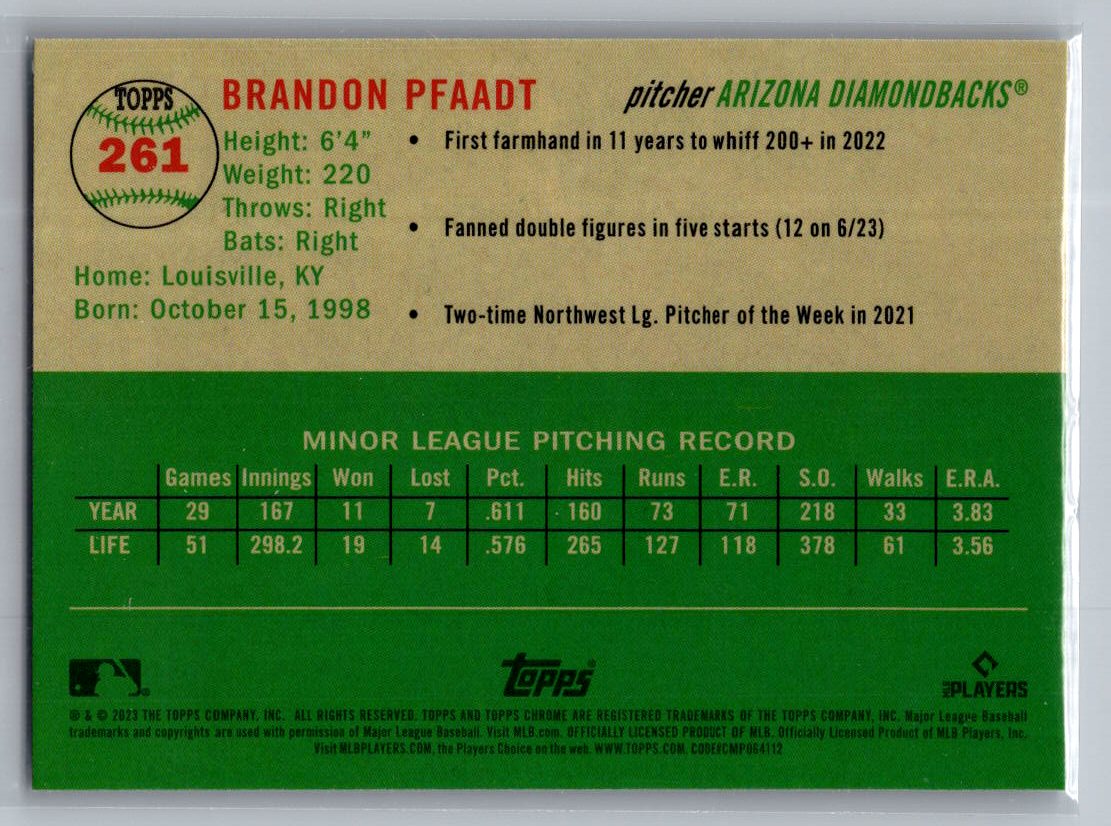 TOPPS
261
BRANDON PFAADT
pitcher ARIZONA DIAMONDBACKS®
Height: 6'4"
Weight: 220
Throws: Right
Bats: Right
Home: Louisville, KY
Born: October 15, 1998
• First farmhand in 11 years to whiff 200+ in 2022
• Fanned double figures in five starts (12 on 6/23)
• Two-time Northwest Lg. Pitcher of the Week in 2021
MINOR LEAGUE PITCHING RECORD
Games Innings Won Lost Pct. Hits Runs E.R. S.O. Walks E.R.A.
YEAR 29 167 11 7 .611 160 73 71 218 33 3.83
LIFE 51 298.2 19 14 .576 265 127 118 378 61 3.56
Topps®
MLB PLAYERS
® & © 2023 THE TOPPS COMPANY, INC. ALL RIGHTS RESERVED. TOPPS AND TOPPS CHROME ARE REGISTERED TRADEMARKS OF THE TOPPS COMPANY, INC. Major League Baseball
trademarks and copyrights are used with permission of Major League Baseball. Visit MLB.com. OFFICIALLY LICENSED PRODUCT OF MLB. Officially Licensed Product of MLB Players, Inc.
Visit MLBPLAYERS.COM, the Players Choice on the web. WWW.TOPPS.COM. CODE#CMP064112